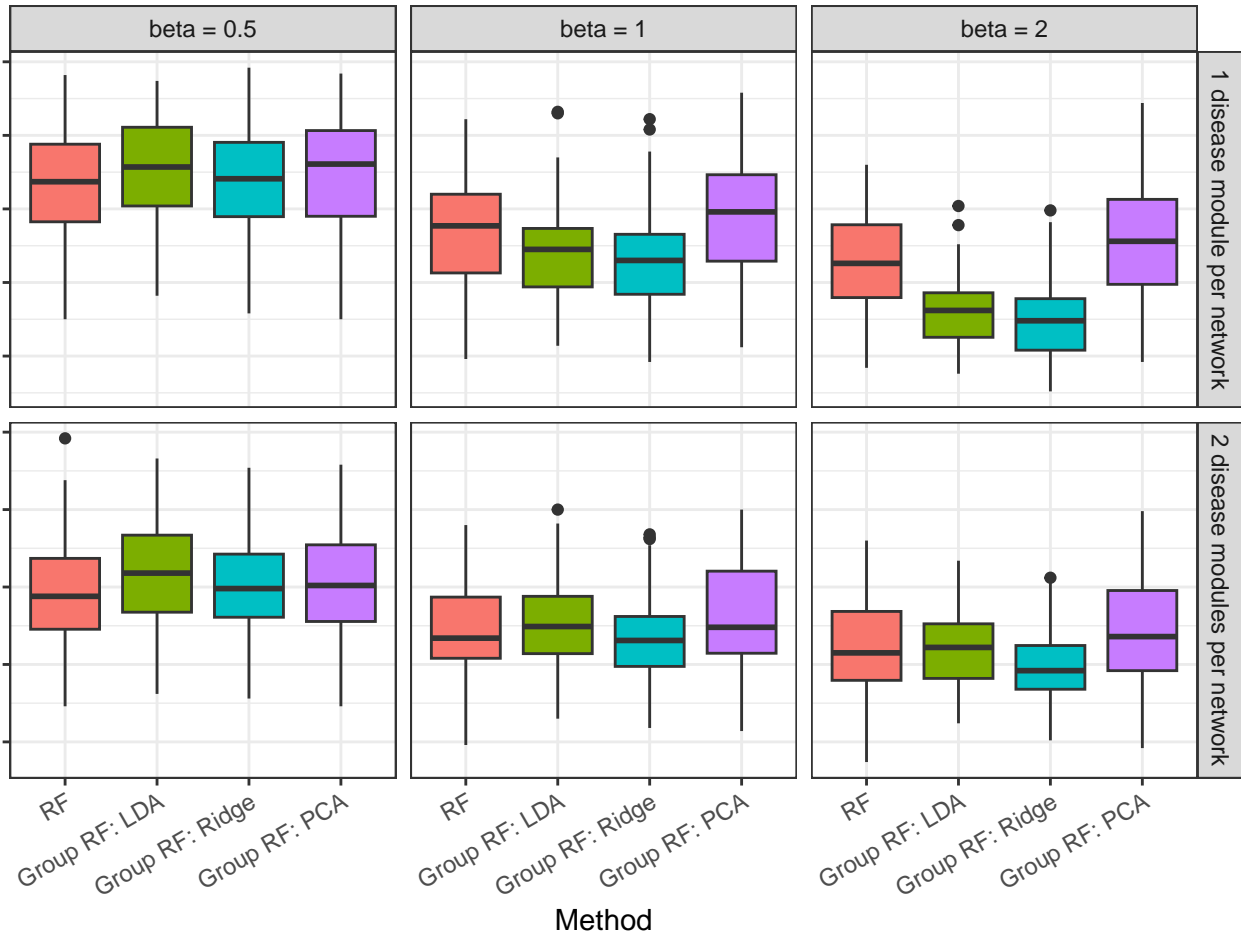 beta = 0.5
beta = 1
beta = 2
1 disease module per network
2 disease modules per network
RF
Group RF: LDA
Group RF: Ridge
Group RF: PCA
RF
Group RF: LDA
Group RF: Ridge
Group RF: PCA
RF
Group RF: LDA
Group RF: Ridge
Group RF: PCA
Method